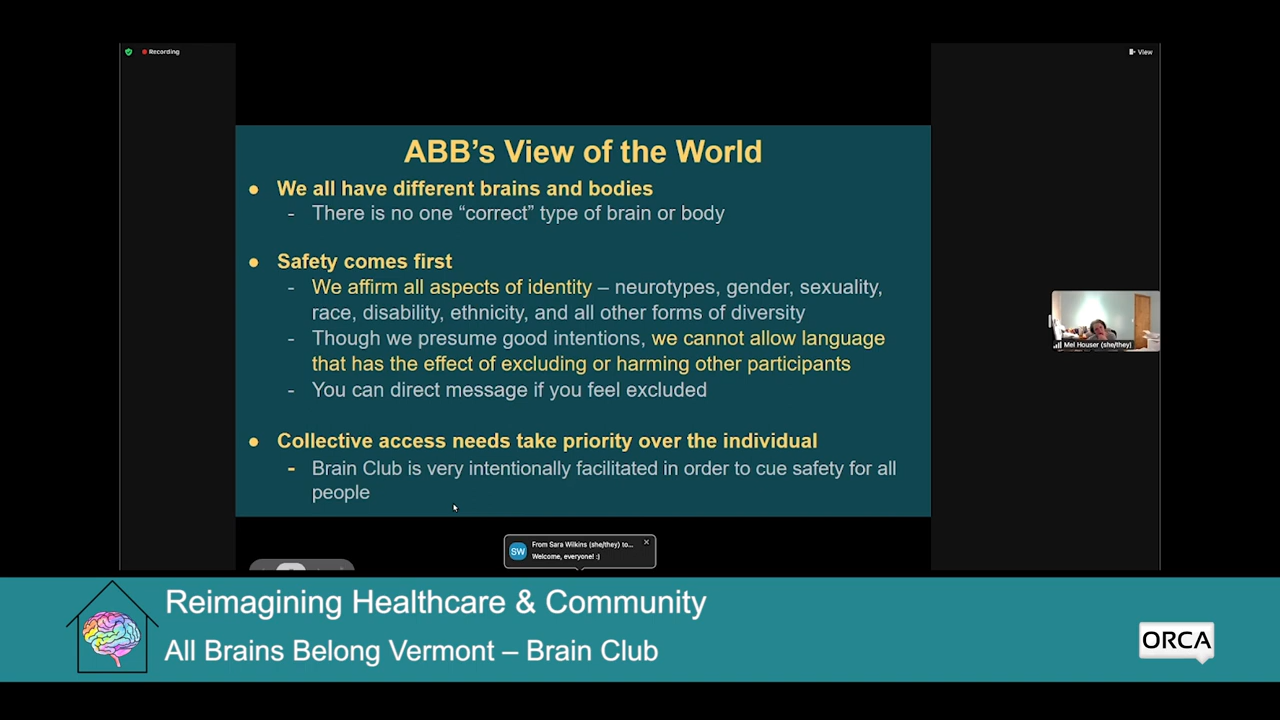 Recording
View
ABB's View of the World
● We all have different brains and bodies
- There is no one “correct” type of brain or body
● Safety comes first
- We affirm all aspects of identity – neurotypes, gender, sexuality,
race, disability, ethnicity, and all other forms of diversity
- Though we presume good intentions, we cannot allow language
that has the effect of excluding or harming other participants
- You can direct message if you feel excluded
● Collective access needs take priority over the individual
- Brain Club is very intentionally facilitated in order to cue safety for all
people
Mel Houser (she/they)
SW
From Sara Wilkins (she/they) to...
Welcome, everyone! :)
Reimagining Healthcare & Community
All Brains Belong Vermont – Brain Club
ORCA